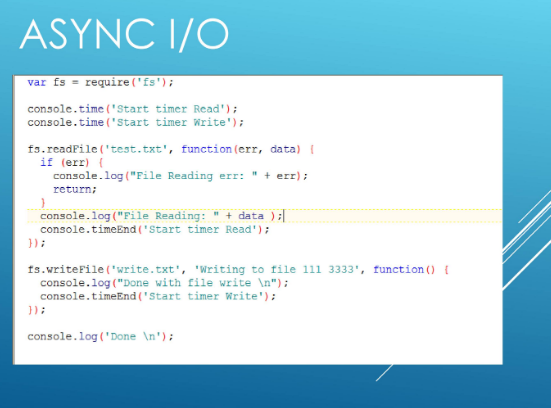 ASYNC I/O
var fs = require('fs');
console.time('Start timer Read');
console.time('Start timer Write');
fs.readFile('test.txt', function(err, data) {
if (err) {
console.log("File Reading err: " + err);
return;
}
console.log("File Reading: " + data );
console.timeEnd('Start timer Read');
});
fs.writeFile('write.txt', 'Writing to file 111 3333', function() {
console.log("Done with file write \n");
console.timeEnd('Start timer Write');
});
console.log('Done \n');